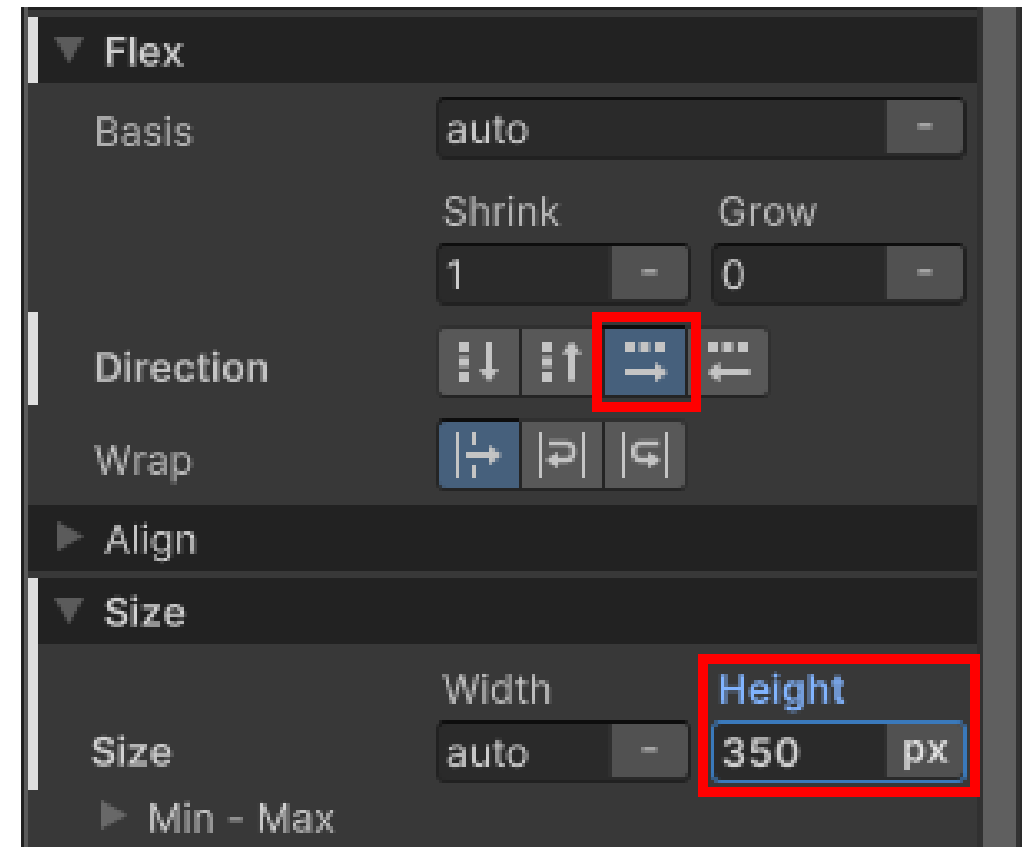 Flex
Basis auto -
Shrink Grow
1 - 0 -
Direction
Wrap
Align
Size
Width Height
Size auto - 350 px
Min - Max